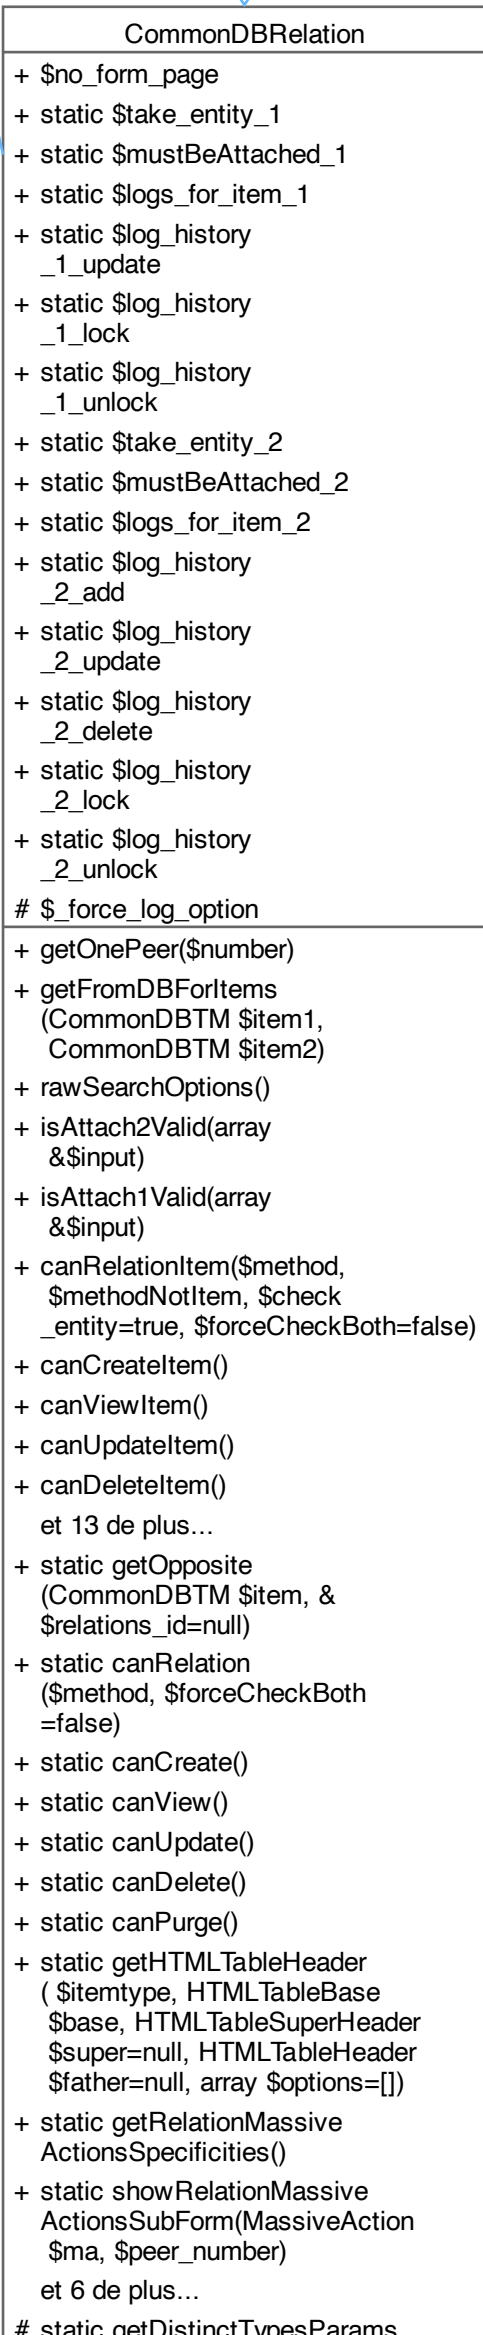 CommonDBRelation
+ $no_form_page
+ static $take_entity_1
+ static $mustBeAttached_1
+ static $logs_for_item_1
+ static $log_history
_1_update
+ static $log_history
_1_lock
+ static $log_history
_1_unlock
+ static $take_entity_2
+ static $mustBeAttached_2
+ static $logs_for_item_2
+ static $log_history
_2_add
+ static $log_history
_2_update
+ static $log_history
_2_delete
+ static $log_history
_2_lock
+ static $log_history
_2_unlock
# $_force_log_option
+ getOnePeer($number)
+ getFromDBForItems
(CommonDBTM $item1,
CommonDBTM $item2)
+ rawSearchOptions()
+ isAttach2Valid(array
&$input)
+ isAttach1Valid(array
&$input)
+ canRelationItem($method,
$methodNotItem, $check
_entity=true, $forceCheckBoth=false)
+ canCreateItem()
+ canViewItem()
+ canUpdateItem()
+ canDeleteItem()
et 13 de plus...
+ static getOpposite
(CommonDBTM $item, &
$relations_id=null)
+ static canRelation
($method, $forceCheckBoth
=false)
+ static canCreate()
+ static canView()
+ static canUpdate()
+ static canDelete()
+ static canPurge()
+ static getHTMLTableHeader
( $itemtype, HTMLTableBase
$base, HTMLTableSuperHeader
$super=null, HTMLTableHeader
$father=null, array $options=[])
+ static getRelationMassive
ActionsSpecificities()
+ static showRelationMassive
ActionsSubForm(MassiveAction
$ma, $peer_number)
et 6 de plus...
# static getDistinctTypesParams